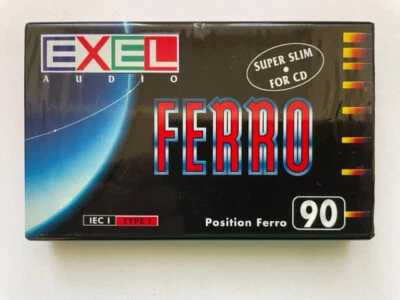 EXEL
AUDIO
SUPER SLIM
•
FOR CD
FERRO
IEC I TYPE I
Position Ferro 90